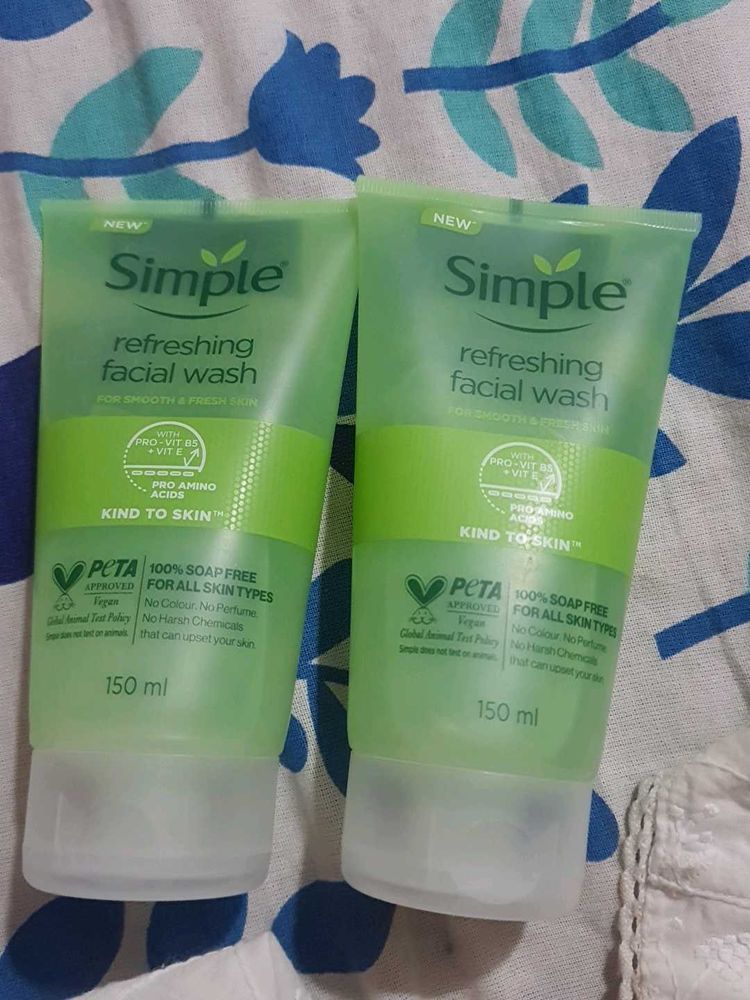 NEW
Simple®
refreshing
facial wash
FOR SMOOTH & FRESH SKIN
WITH
PRO-VIT B5
+ VIT E
PRO AMINO
ACIDS
KIND TO SKIN™
PETA
APPROVED
Vegan
Global Animal Test Policy
Simple does not test on animals.
100% SOAP FREE
FOR ALL SKIN TYPES
No Colour. No Perfume.
No Harsh Chemicals
that can upset your skin.
150 ml
NEW
Simple®
refreshing
facial wash
FOR SMOOTH & FRESH SKIN
WITH
PRO-VIT B5
+ VIT E
PRO AMINO
ACIDS
KIND TO SKIN™
PETA
APPROVED
Vegan
Global Animal Test Policy
Simple does not test on animals.
100% SOAP FREE
FOR ALL SKIN TYPES
No Colour. No Perfume.
No Harsh Chemicals
that can upset your skin.
150 ml